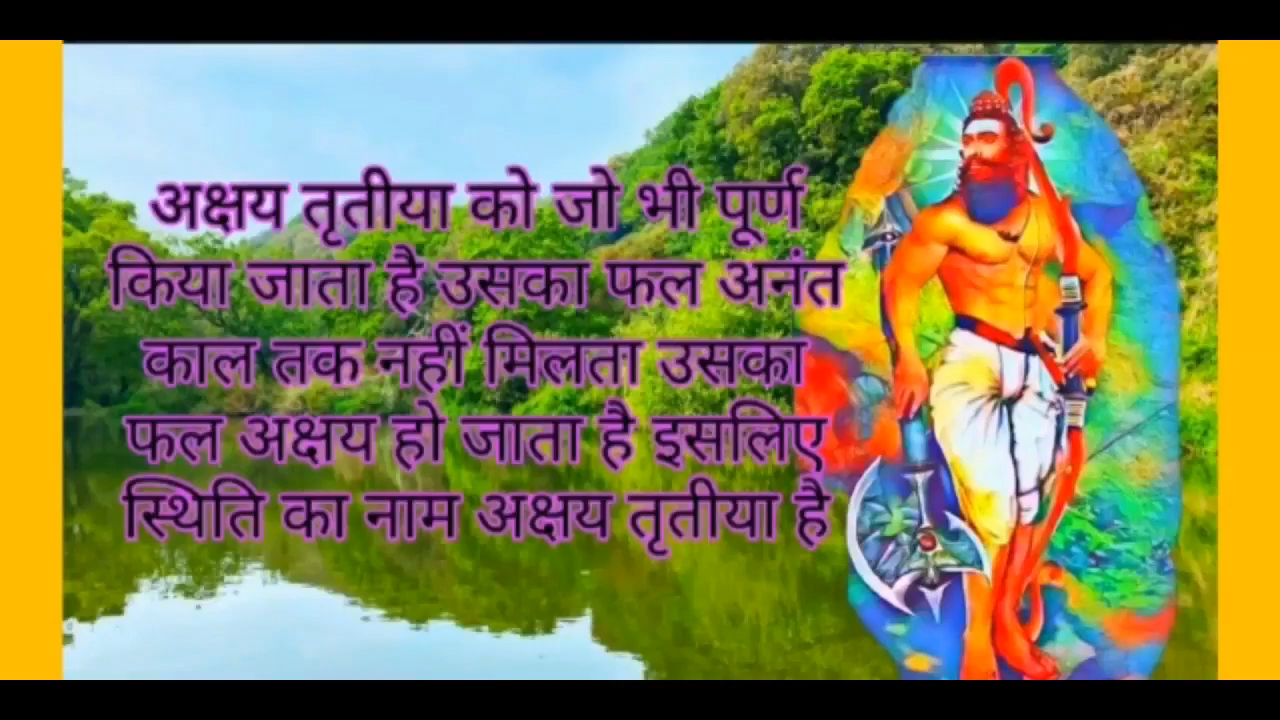 अक्षय तृतीया को जो भी पूर्ण
किया जाता है उसका फल अनंत
काल तक नहीं मिलता उसका
फल अक्षय हो जाता है इसलिए
स्थिति का नाम अक्षय तृतीया है